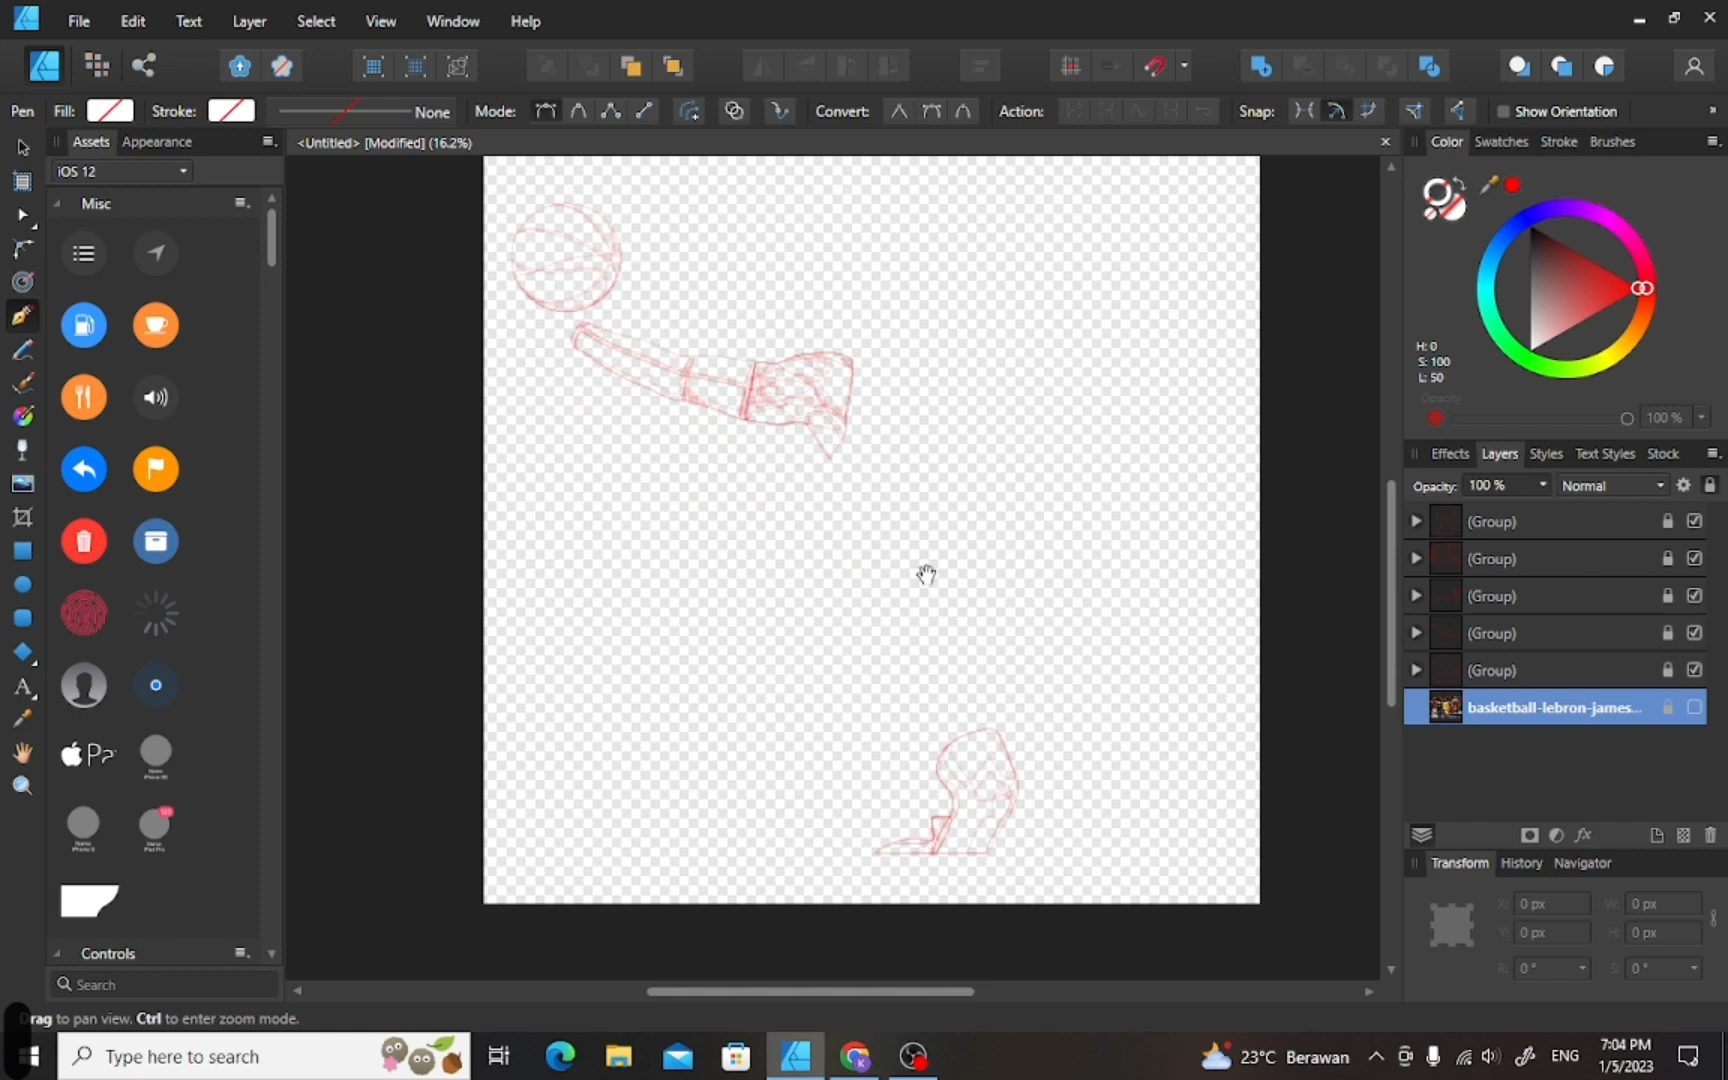 File Edit Text Layer Select View Window Help
Pen Fill: Stroke: None Mode: Convert: Action: Snap: Show Orientation
Assets Appearance
<Untitled> [Modified] (16.2%)
Color Swatches Stroke Brushes
iOS 12
Misc
H: 0
S: 100
L: 50
Opacity
100 %
Effects Layers Styles Text Styles Stock
Opacity: 100 % Normal
(Group)
(Group)
(Group)
(Group)
(Group)
basketball-lebron-james...
Transform History Navigator
X: 0 px W: 0 px
Y: 0 px H: 0 px
R: 0 ° S: 0 °
Controls
Search
Drag to pan view. Ctrl to enter zoom mode.
Type here to search
23°C Berawan
ENG
7:04 PM
1/5/2023